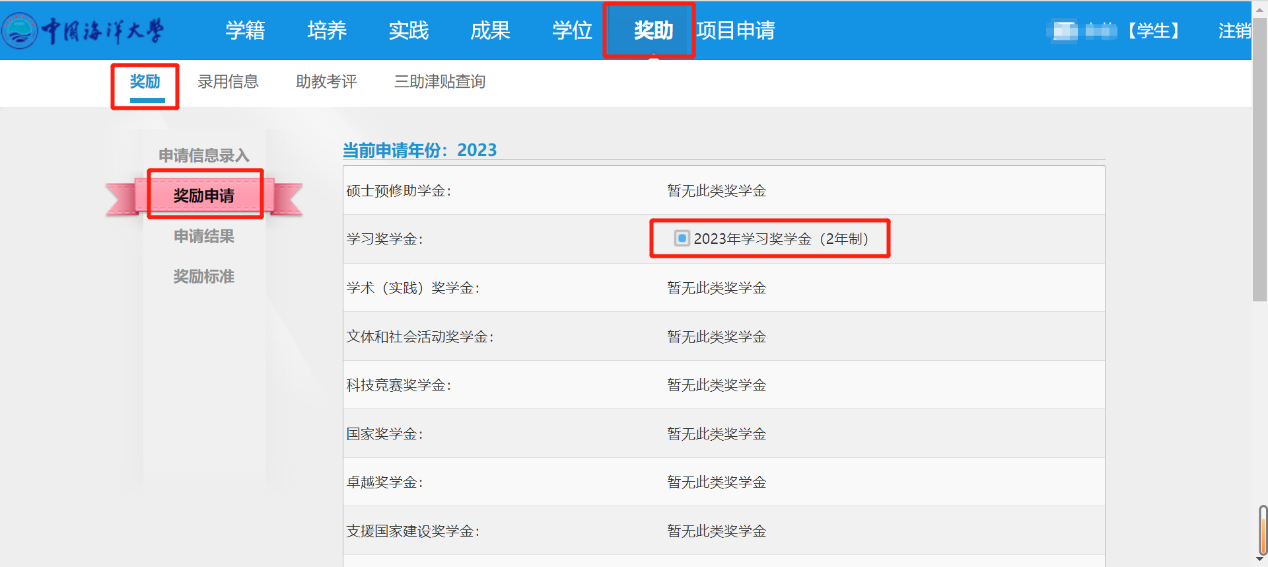 中国海洋大學 学籍 培养 实践 成果 学位 奖助 项目申请 【学生】 注销
奖励 录用信息 助教考评 三助津贴查询
申请信息录入
奖励申请
申请结果
奖励标准
当前申请年份：2023
硕士预修助学金： 暂无此类奖学金
学习奖学金： 2023年学习奖学金（2年制）
学术（实践）奖学金： 暂无此类奖学金
文体和社会活动奖学金： 暂无此类奖学金
科技竞赛奖学金： 暂无此类奖学金
国家奖学金： 暂无此类奖学金
卓越奖学金： 暂无此类奖学金
支援国家建设奖学金： 暂无此类奖学金